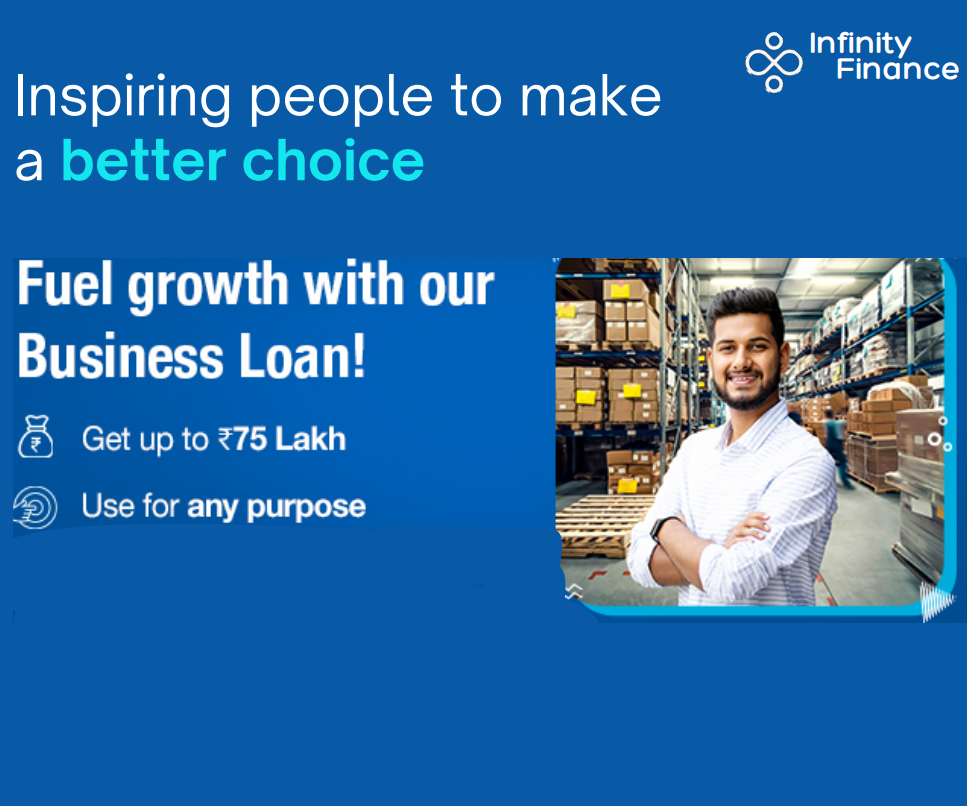 Infinity
Finance
Inspiring people to make
a better choice
Fuel growth with our
Business Loan!
Get up to ₹75 Lakh
Use for any purpose